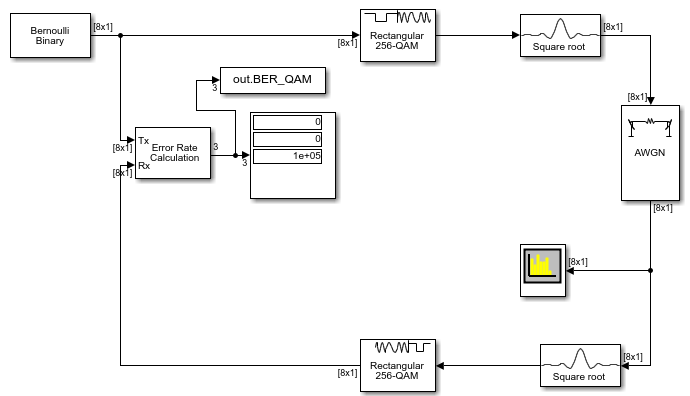 Bernoulli
Binary
[8x1]
[8x1]
Rectangular
256-QAM
Square root
[8x1]
[8x1]
AWGN
[8x1]
out.BER_QAM
3
Tx
[8x1]
Rx
[8x1]
Error Rate
Calculation
3
3
0
0
1e+05
[8x1]
[8x1]
Square root
Rectangular
256-QAM
[8x1]